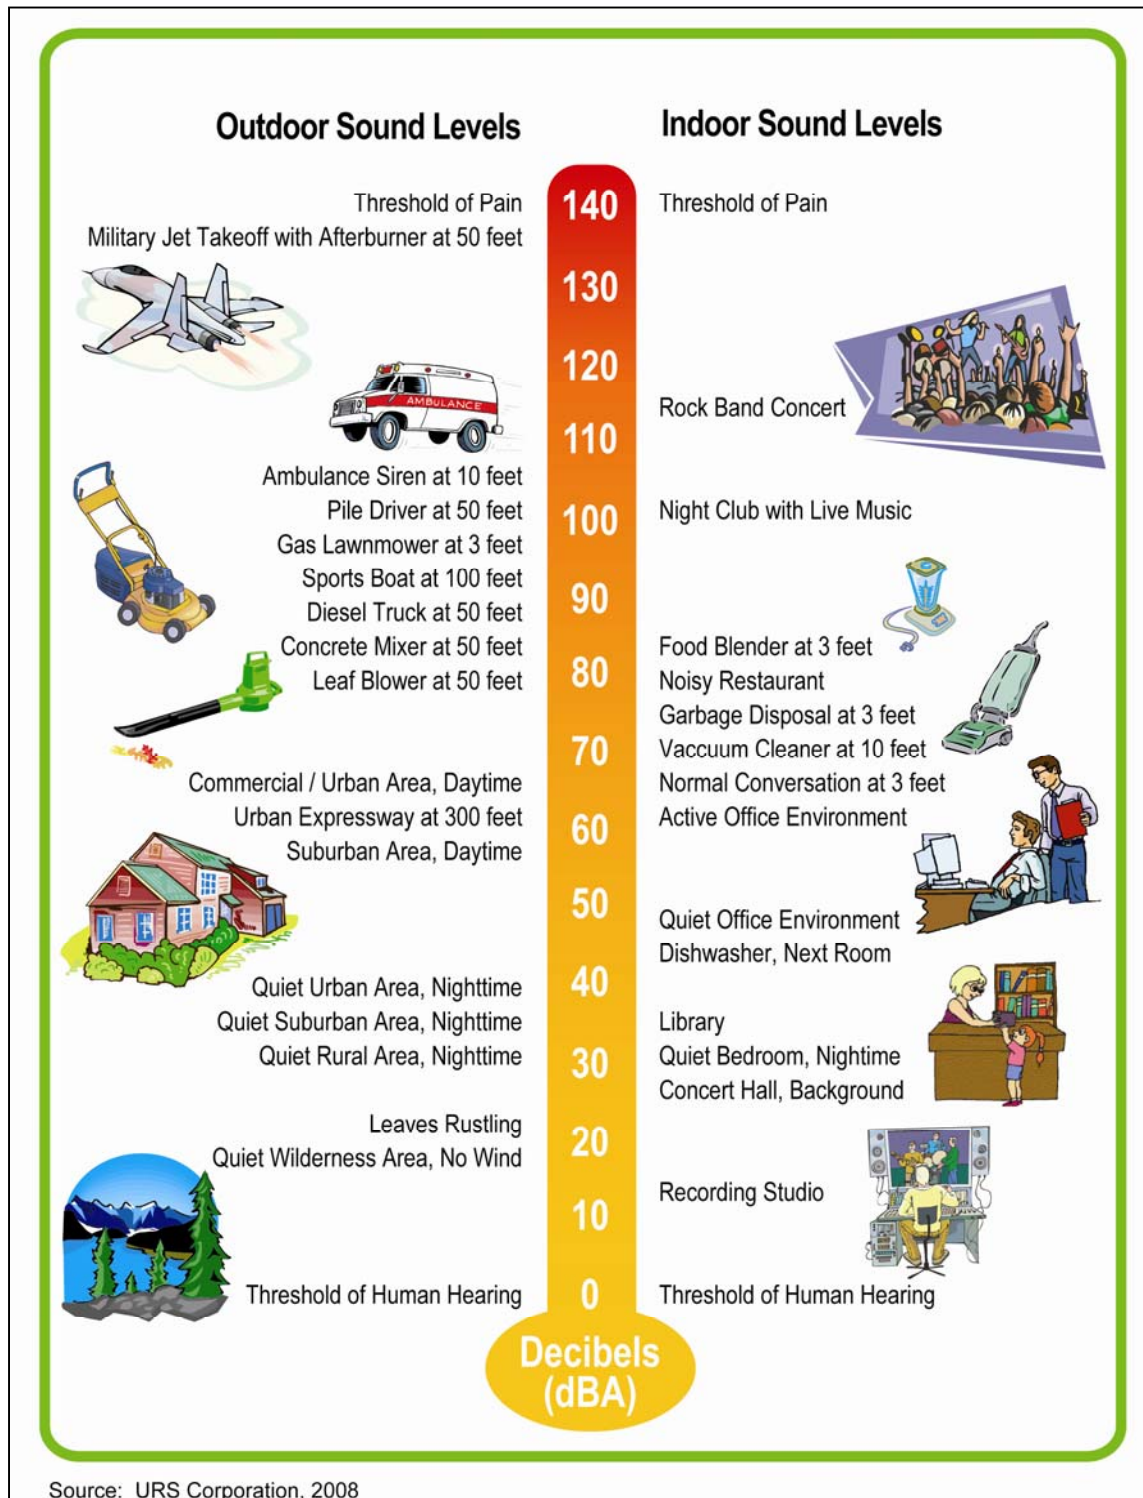 Outdoor Sound Levels
Indoor Sound Levels
Threshold of Pain
140
Threshold of Pain
Military Jet Takeoff with Afterburner at 50 feet
130
120
AMBULANCE
Rock Band Concert
110
Ambulance Siren at 10 feet
Pile Driver at 50 feet
100
Night Club with Live Music
Gas Lawnmower at 3 feet
Sports Boat at 100 feet
90
Diesel Truck at 50 feet
Concrete Mixer at 50 feet
Food Blender at 3 feet
Leaf Blower at 50 feet
80
Noisy Restaurant
Garbage Disposal at 3 feet
70
Vaccuum Cleaner at 10 feet
Commercial / Urban Area, Daytime
Normal Conversation at 3 feet
Urban Expressway at 300 feet
60
Active Office Environment
Suburban Area, Daytime
50
Quiet Office Environment
Dishwasher, Next Room
Quiet Urban Area, Nighttime
40
Quiet Suburban Area, Nighttime
Library
Quiet Rural Area, Nighttime
30
Quiet Bedroom, Nightime
Concert Hall, Background
Leaves Rustling
20
Quiet Wilderness Area, No Wind
Recording Studio
10
Threshold of Human Hearing
0
Threshold of Human Hearing
Decibels
(dBA)
Source: URS Corporation, 2008